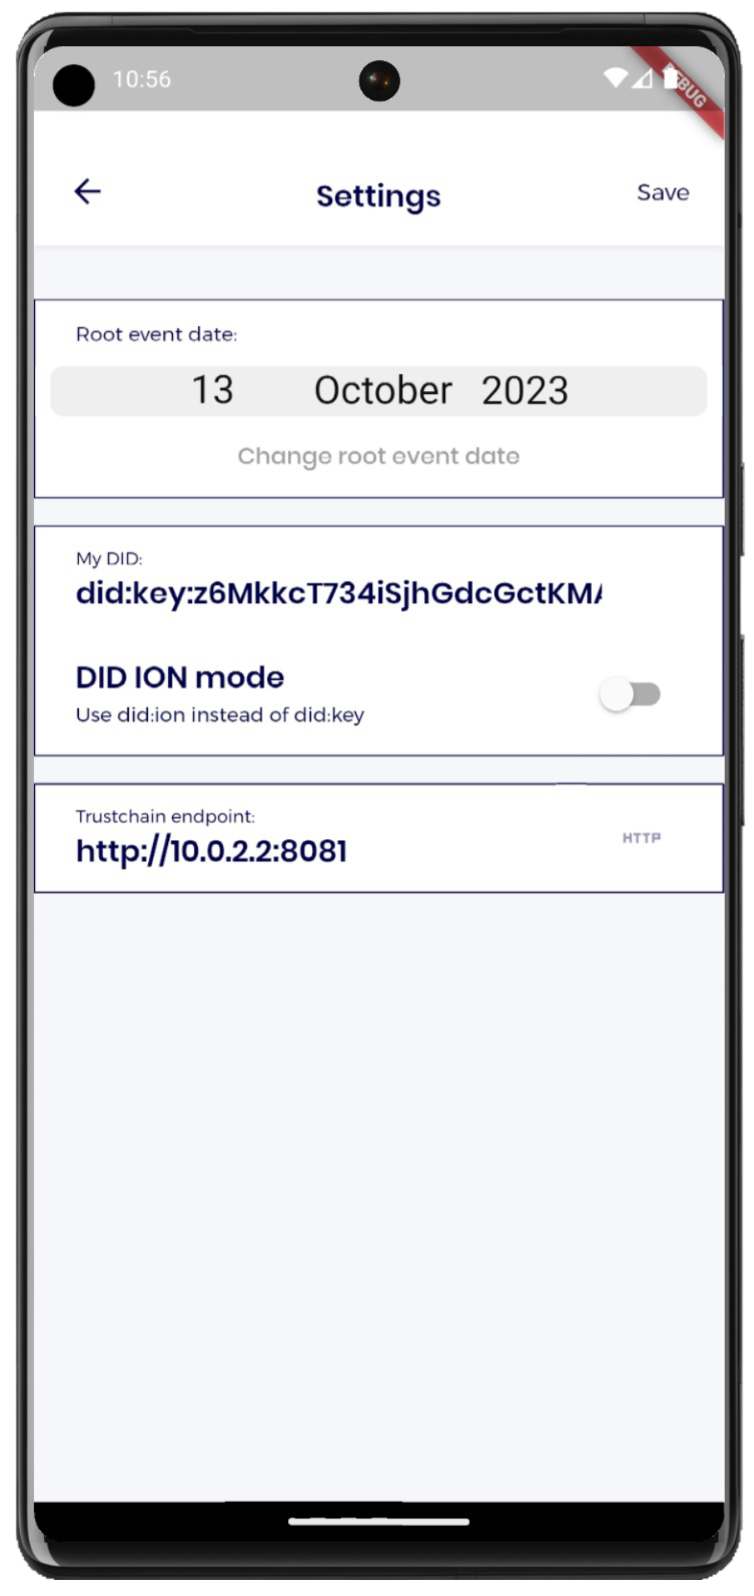 10:56
DEBUG
Settings
Save
Root event date:
13 October 2023
Change root event date
My DID:
did:key:z6MkkcT734iSjhGdcGctKM
DID ION mode
Use did:ion instead of did:key
Trustchain endpoint:
http://10.0.2.2:8081
HTTP